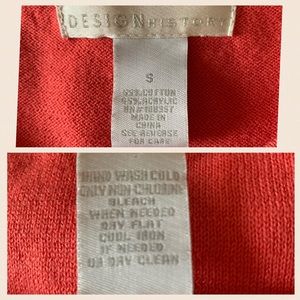 DESIGN HISTORY
S
55% COTTON
45% ACRYLIC
MADE IN
CHINA
SEE REVERSE
FOR CARE
HAND WASH COLD
ONLY NON CHLORINE
BLEACH
WHEN NEEDED
DRY FLAT
COOL IRON
IF NEEDED
OR DRY CLEAN